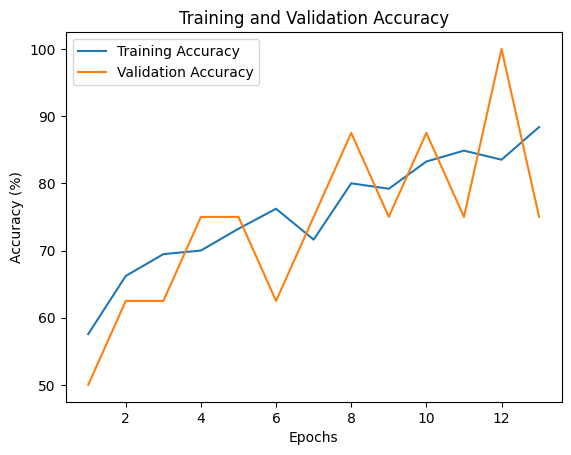 Training and Validation Accuracy
Training Accuracy
Validation Accuracy
100
90
80
70
60
50
Accuracy (%)
2 4 6 8 10 12
Epochs